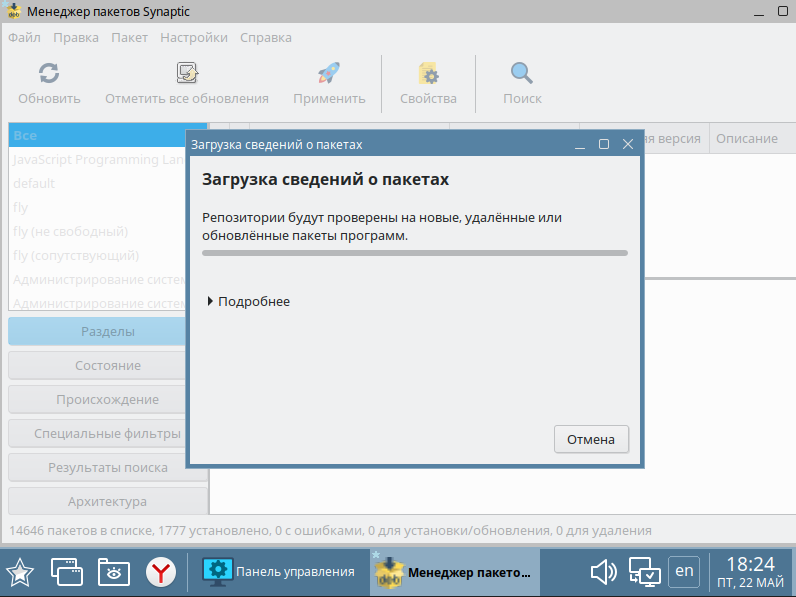 Менеджер пакетов Synaptic
Файл Правка Пакет Настройки Справка
Обновить Отметить все обновления Применить Свойства Поиск
Все
версия Описание
Загрузка сведений о пакетах
JavaScript Programming Lan
default
fly
fly (не свободный)
fly (сопутствующий)
Администрирование систем
Администрирование систем
Загрузка сведений о пакетах
Репозитории будут проверены на новые, удалённые или
обновлённые пакеты программ.
Подробнее
Отмена
Разделы
Состояние
Происхождение
Специальные фильтры
Результаты поиска
Архитектура
14646 пакетов в списке, 1777 установлено, 0 с ошибками, 0 для установки/обновления, 0 для удаления
Панель управления
deb
Менеджер пакето...
en
18:24
ПТ, 22 МАЙ